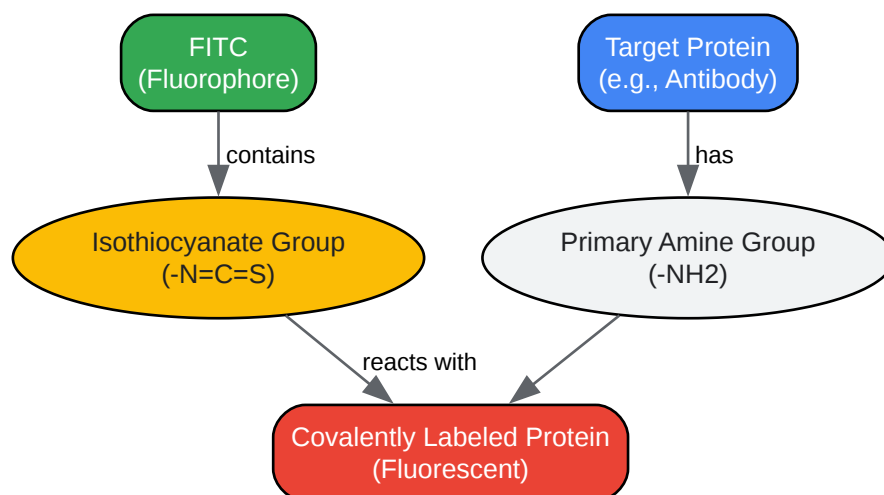 FITC
(Fluorophore)
Target Protein
(e.g., Antibody)
contains
has
Isothiocyanate Group
(-N=C=S)
Primary Amine Group
(-NH2)
reacts with
Covalently Labeled Protein
(Fluorescent)